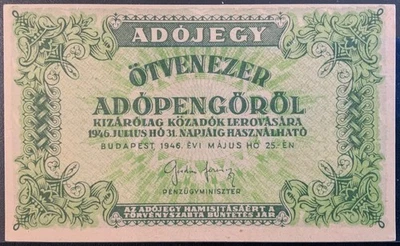 ADÓJEGY
ÖTVENEZER
ADÓPENGŐRŐL
KIZÁRÓLAG KÖZADÓK LEROVÁSÁRA
1946. JULIUS HÓ 31. NAPJÁIG HASZNÁLHATÓ
BUDAPEST 1946. ÉVI MÁJUS HÓ 25.-ÉN
PÉNZÜGYMINISZTER
AZ ADÓJEGY HAMISÍTÁSÁÉRT A
TÖRVÉNYSZABTA BÜNTETÉS JÁR